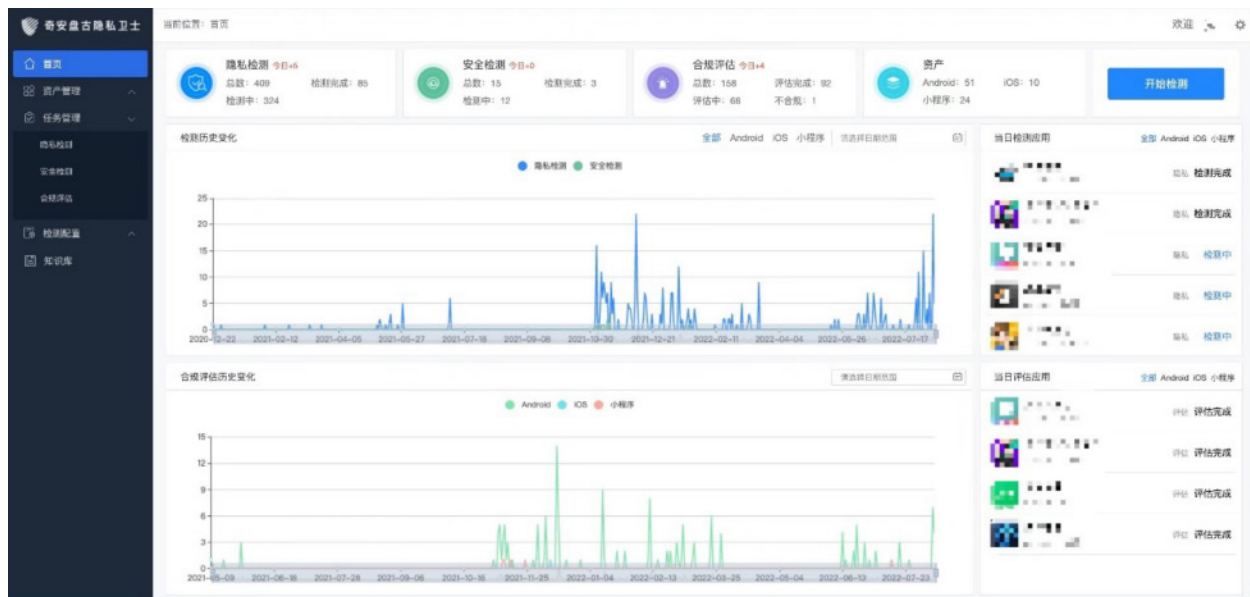 奇安盘古隐私卫士
当前位置：首页
欢迎
首页
资产管理
任务管理
隐私检测
安全检测
合规评估
检测配置
知识库
隐私检测 今日+6
总数：409 检测完成：85
检测中：324
安全检测 今日+0
总数：15 检测完成：3
检测中：12
合规评估 今日+4
总数：158 评估完成：92
评估中：66 不合规：1
资产
Android：51 iOS：10
小程序：24
开始检测
检测历史变化
全部 Android iOS 小程序 请选择日期范围
隐私检测 安全检测
25
20
15
10
5
0
2020-12-22 2021-02-12 2021-04-05 2021-05-27 2021-07-18 2021-09-08 2021-10-30 2021-12-21 2022-02-11 2022-04-04 2022-05-26 2022-07-17
当日检测应用
全部 Android iOS 小程序
隐私 检测完成
隐私 检测完成
隐私 检测中
隐私 检测中
隐私 检测中
合规评估历史变化
请选择日期范围
Android iOS 小程序
15
12
9
6
3
0
2021-05-09 2021-06-18 2021-07-28 2021-09-06 2021-10-16 2021-11-25 2022-01-04 2022-02-13 2022-03-25 2022-05-04 2022-06-13 2022-07-23
当日评估应用
全部 Android iOS 小程序
评估 评估完成
评估 评估完成
评估 评估完成
评估 评估完成